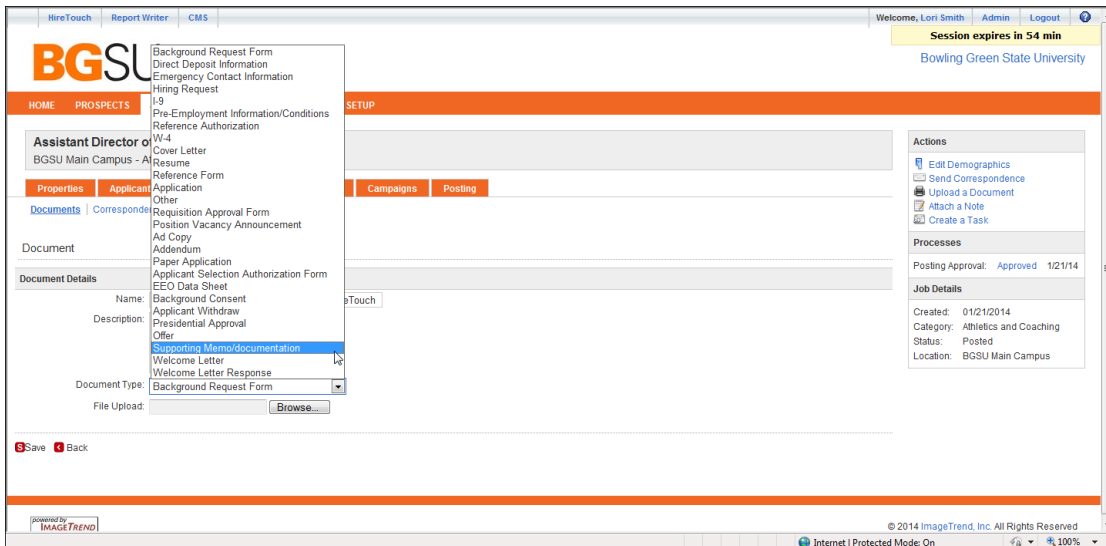 HireTouch Report Writer CMS Welcome, Lori Smith Admin Logout ?
Session expires in 54 min
BGSU
Bowling Green State University
HOME PROSPECTS SETUP
Background Request Form
Direct Deposit Information
Emergency Contact Information
Hiring Request
I-9
Pre-Employment Information/Conditions
Reference Authorization
W-4
Cover Letter
Resume
Reference Form
Application
Other
Requisition Approval Form
Position Vacancy Announcement
Ad Copy
Addendum
Paper Application
Applicant Selection Authorization Form
EEO Data Sheet
Background Consent
Applicant Withdraw
Presidential Approval
Offer
Supporting Memo/documentation
Welcome Letter
Welcome Letter Response
Assistant Director
BGSU Main Campus -
Properties Campaigns Posting
Documents
Document
Document Details
Name:
Description:
Document Type: Background Request Form
File Upload: Browse...
Save Back
Actions
Edit Demographics
Send Correspondence
Upload a Document
Attach a Note
Create a Task
Processes
Posting Approval: Approved 1/21/14
Job Details
Created: 01/21/2014
Category: Athletics and Coaching
Status: Posted
Location: BGSU Main Campus
powered by
IMAGETREND
© 2014 ImageTrend, Inc. All Rights Reserved
Internet | Protected Mode: On 100%